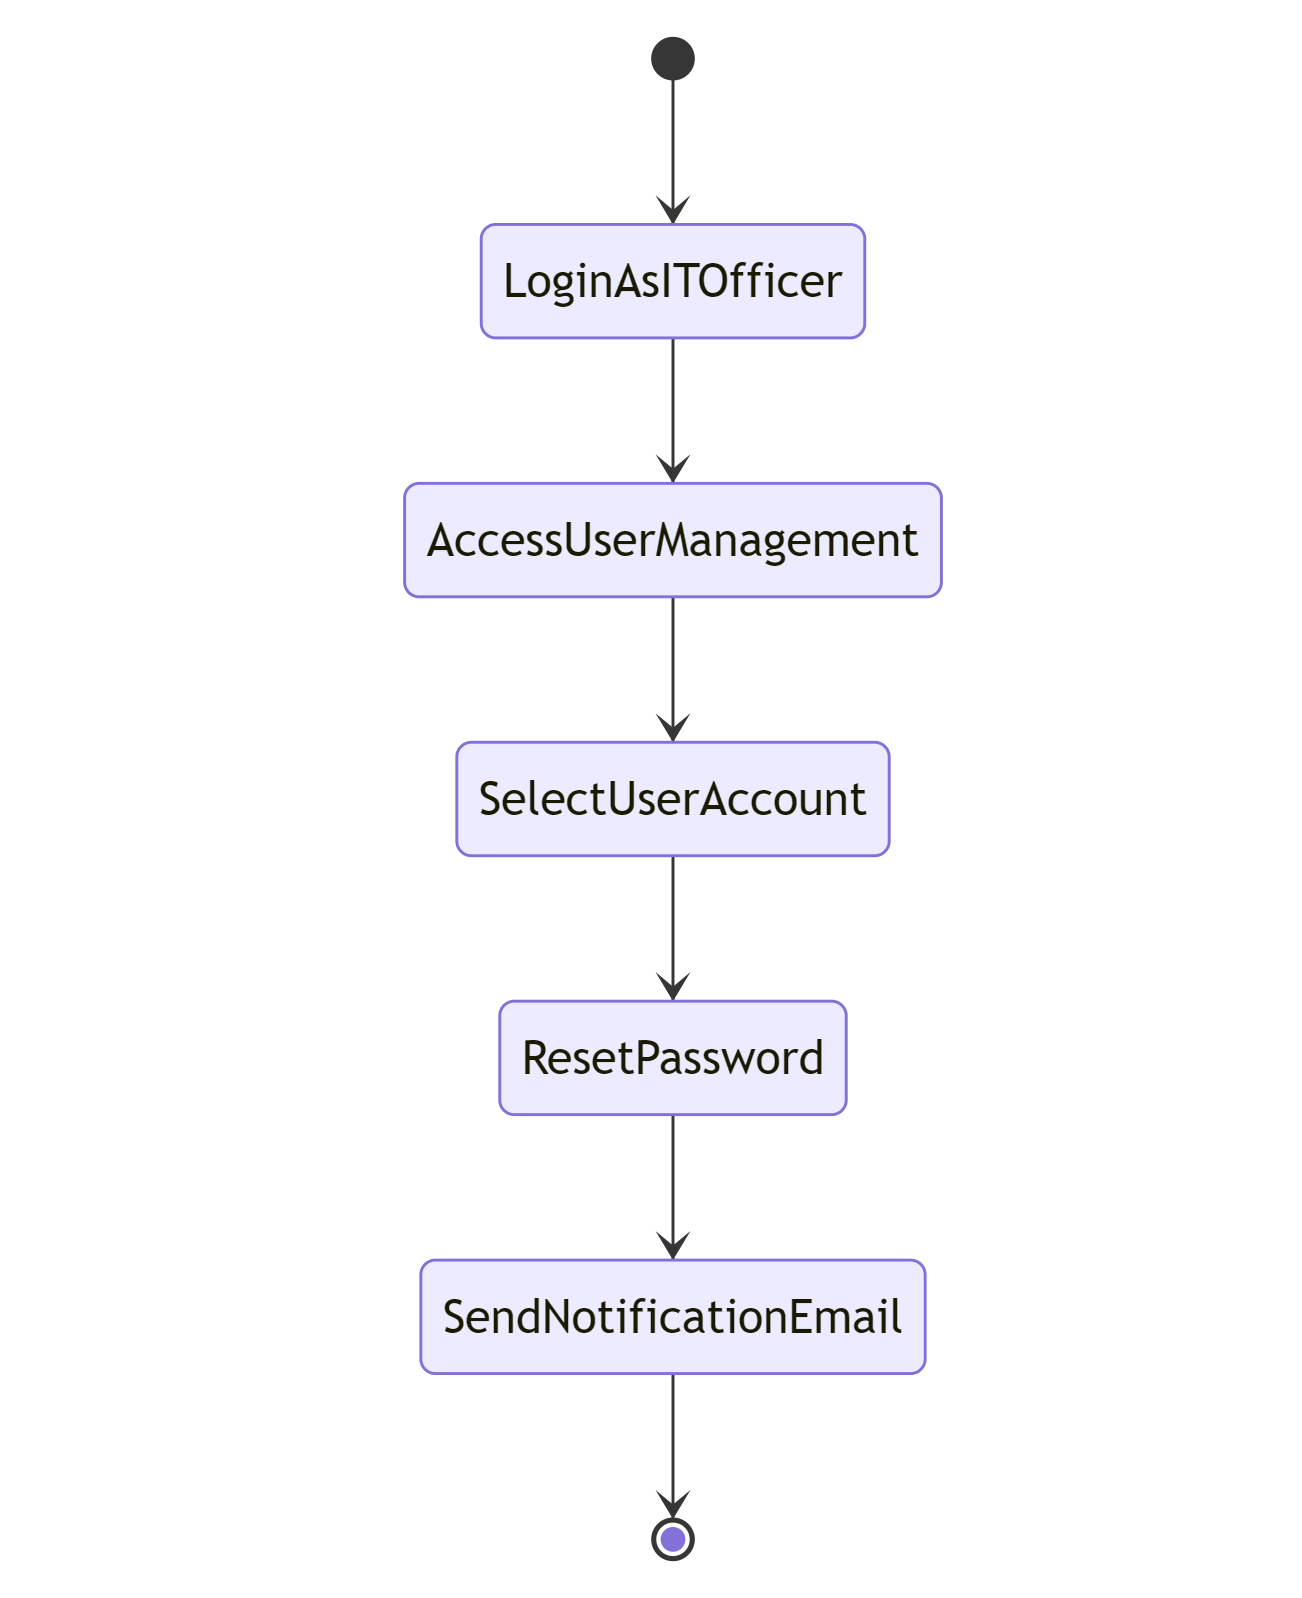 LoginAsITOfficer
AccessUserManagement
SelectUserAccount
ResetPassword
SendNotificationEmail